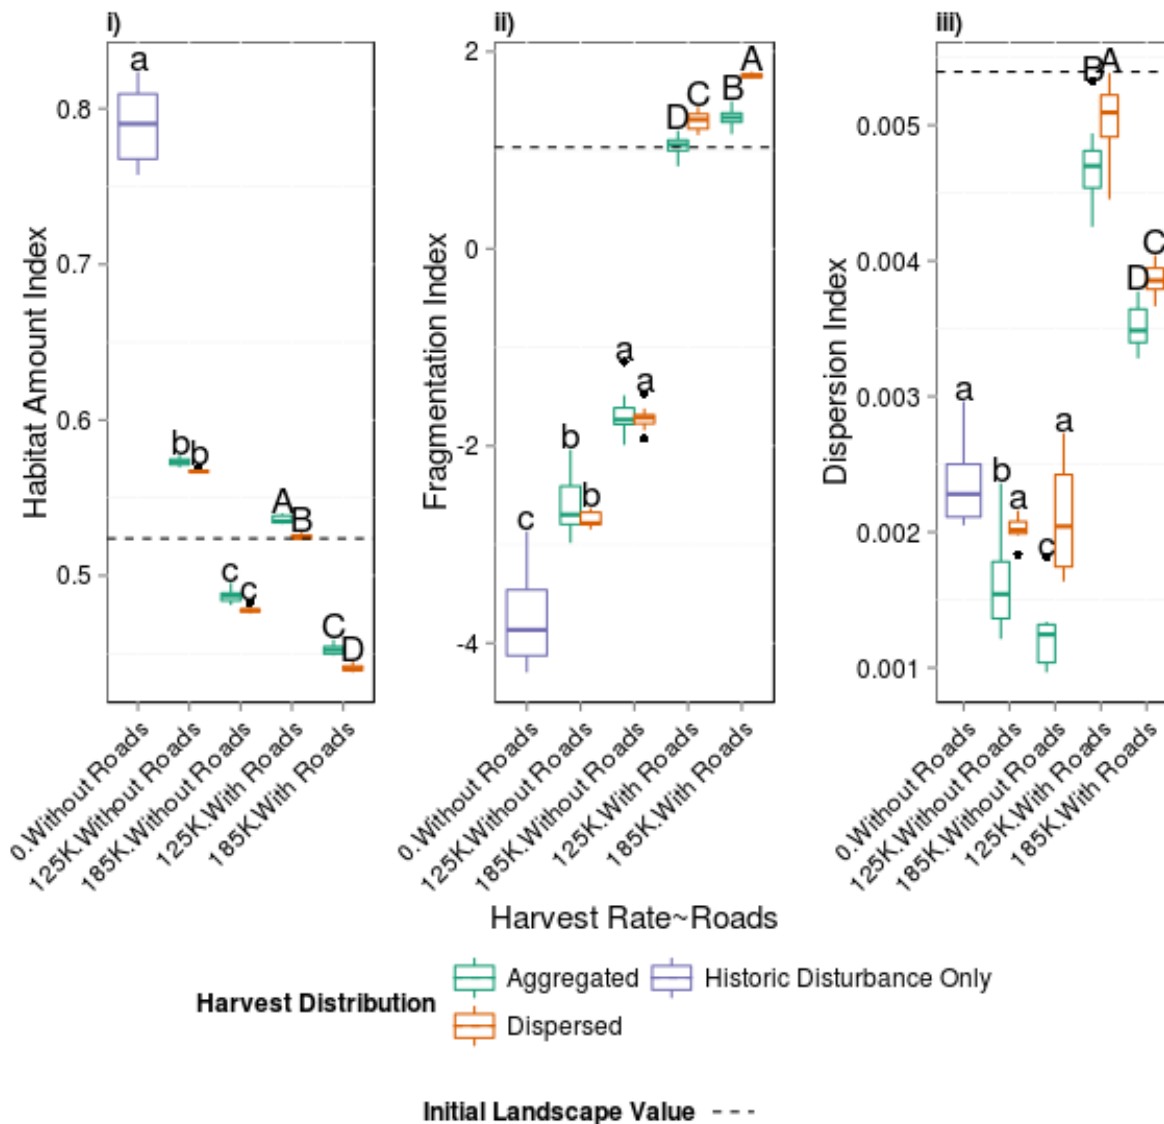 i)
Habitat Amount Index
0.8
0.7
0.6
0.5
a
b
b
c
c
A
B
C
D
0.Without Roads
125K.Without Roads
185K.Without Roads
125K.With Roads
185K.With Roads
ii)
Fragmentation Index
2
0
-2
-4
c
b
b
a
a
D
C
B
A
0.Without Roads
125K.Without Roads
185K.Without Roads
125K.With Roads
185K.With Roads
iii)
Dispersion Index
0.005
0.004
0.003
0.002
0.001
a
b
a
c
a
B
A
D
C
0.Without Roads
125K.Without Roads
185K.Without Roads
125K.With Roads
185K.With Roads
Harvest Rate~Roads
Harvest Distribution
Aggregated
Historic Disturbance Only
Dispersed
Initial Landscape Value